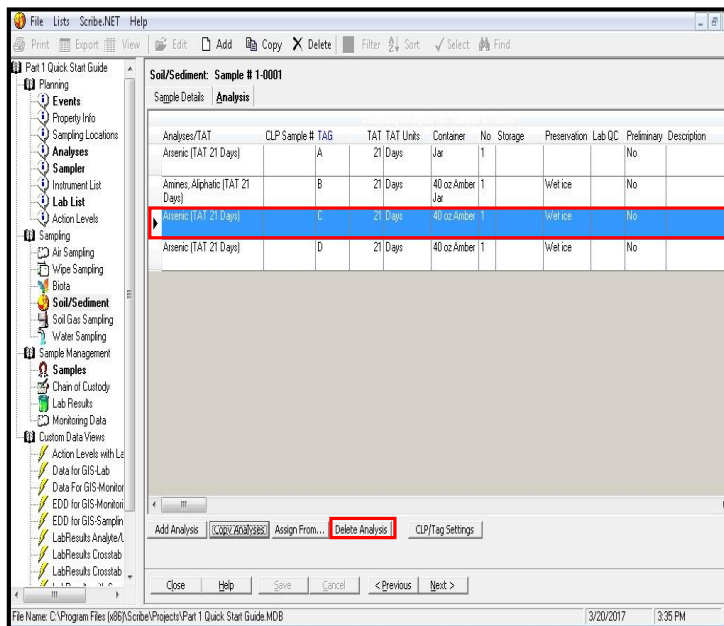 File Lists Scribe.NET Help
Print Export View Edit Add Copy Delete Filter Sort Select Find
Part 1 Quick Start Guide
Planning
Events
Property Info
Sampling Locations
Analyses
Sampler
Instrument List
Lab List
Action Levels
Sampling
Air Sampling
Wipe Sampling
Biota
Soil/Sediment
Soil Gas Sampling
Water Sampling
Sample Management
Samples
Chain of Custody
Lab Results
Monitoring Data
Custom Data Views
Action Levels with La
Data for GIS-Lab
Data For GIS-Monitor
EDD for GIS-Monitori
EDD for GIS-Samplin
LabResults Analyte/L
LabResults Crosstab
LabResults Crosstab
Soil/Sediment: Sample # 1-0001
Sample Details Analysis
Analyses/TAT CLP Sample # TAG TAT TAT Units Container No Storage Preservation Lab QC Preliminary Description
Arsenic (TAT 21 Days) A 21 Days Jar 1 No
Amines, Aliphatic (TAT 21 B 21 Days 40 oz Amber 1 Wet ice No
Days) Jar
Arsenic (TAT 21 Days) C 21 Days 40 oz Amber 1 Wet ice No
Arsenic (TAT 21 Days) D 21 Days 40 oz Amber 1 Wet ice No
Add Analysis Copy Analyses Assign From... Delete Analysis CLP/Tag Settings
Close Help Save Cancel < Previous Next >
File Name: C:\Program Files (x86)\Scribe\Projects\Part 1 Quick Start Guide.MDB 3/20/2017 3:35 PM